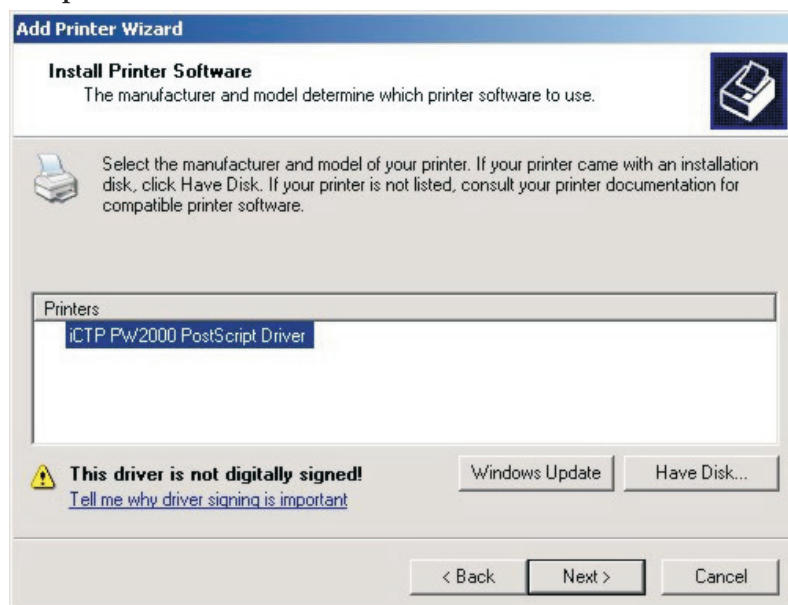 Add Printer Wizard
Install Printer Software
The manufacturer and model determine which printer software to use.
Select the manufacturer and model of your printer. If your printer came with an installation
disk, click Have Disk. If your printer is not listed, consult your printer documentation for
compatible printer software.
Printers
iCTP PW2000 PostScript Driver
This driver is not digitally signed!
Tell me why driver signing is important
Windows Update
Have Disk...
< Back
Next >
Cancel